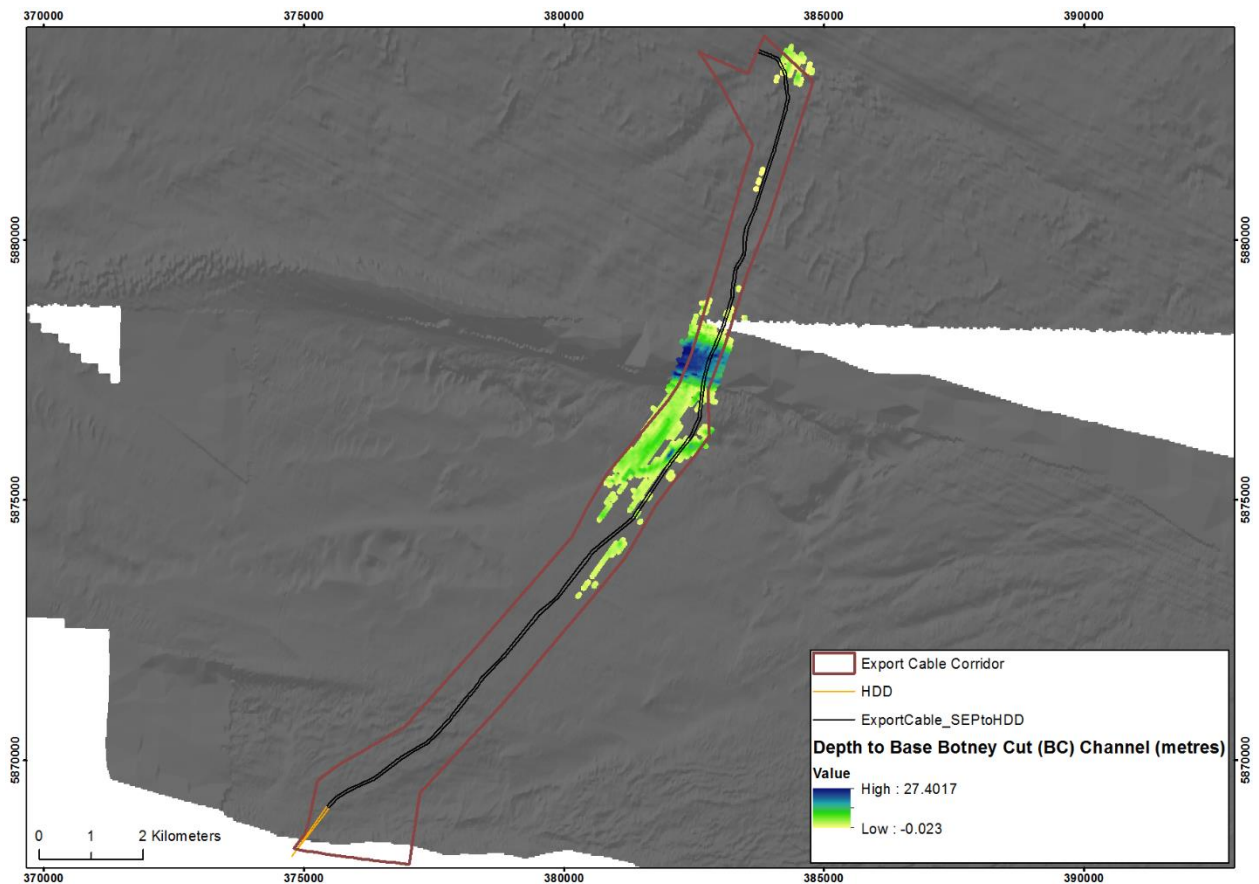 370000 375000 380000 385000 390000
5880000 5880000
5875000 5875000
5870000 5870000
Export Cable Corridor
HDD
ExportCable_SEPtoHDD
Depth to Base Botney Cut (BC) Channel (metres)
Value
High : 27.4017
Low : -0.023
0 1 2 Kilometers
370000 375000 380000 385000 390000